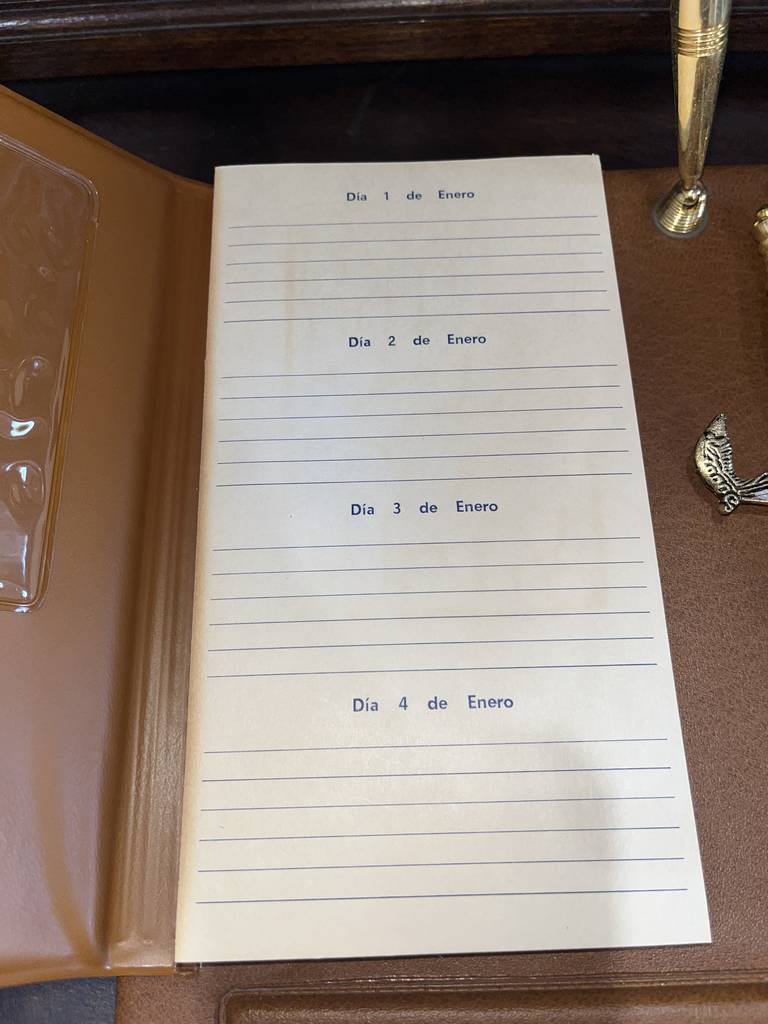 Día 1 de Enero
Día 2 de Enero
Día 3 de Enero
Día 4 de Enero